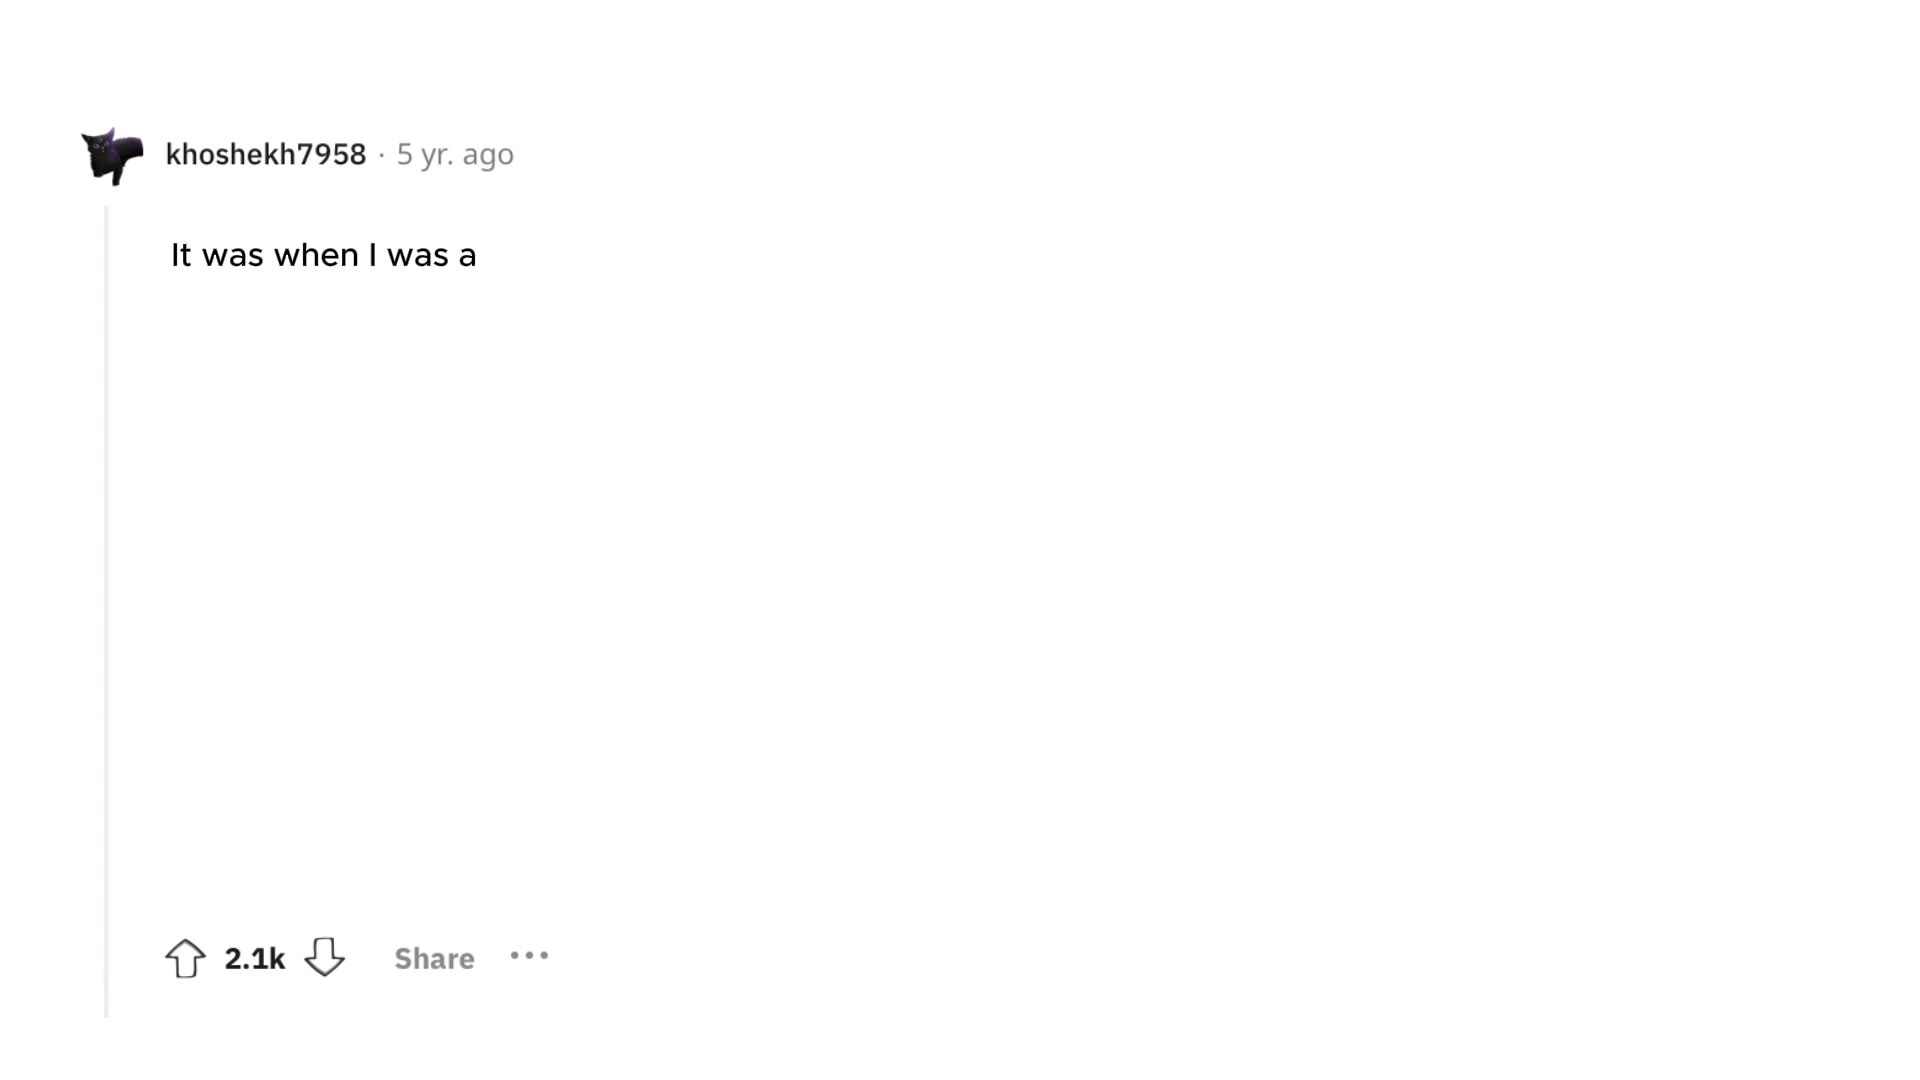 khoshekh7958 · 5 yr. ago
It was when I was a
2.1k Share ...